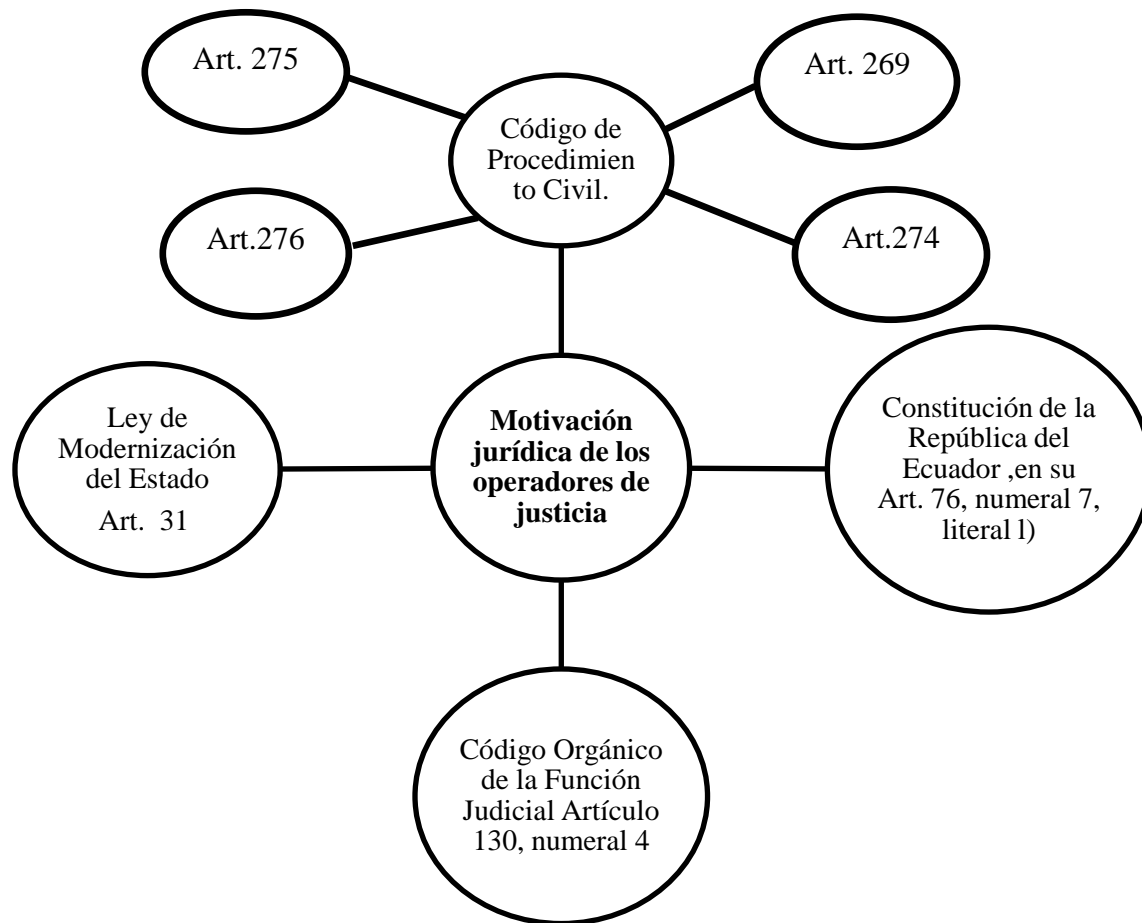 Art. 275
Art. 269
Código de
Procedimien
to Civil.
Art.276
Art.274
Ley de
Modernización
del Estado
Art. 31
Motivación
jurídica de los
operadores de
justicia
Constitución de la
República del
Ecuador ,en su
Art. 76, numeral 7,
literal l)
Código Orgánico
de la Función
Judicial Artículo
130, numeral 4